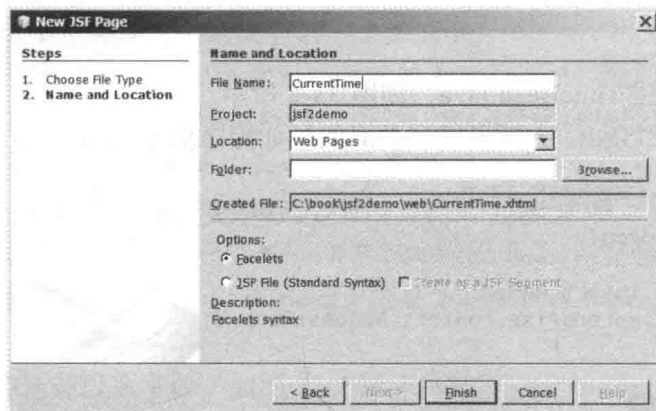 New JSF Page
Steps
1. Choose File Type
2. Name and Location
Name and Location
File Name: CurrentTime
Project: jsf2demo
Location: Web Pages
Folder: Browse...
Created File: C:\book\jsf2demo\web\CurrentTime.xhtml
Options:
Facelets
JSP File (Standard Syntax) Create as a JSP Segment
Description:
Facelets syntax
< Back Next > Finish Cancel Help